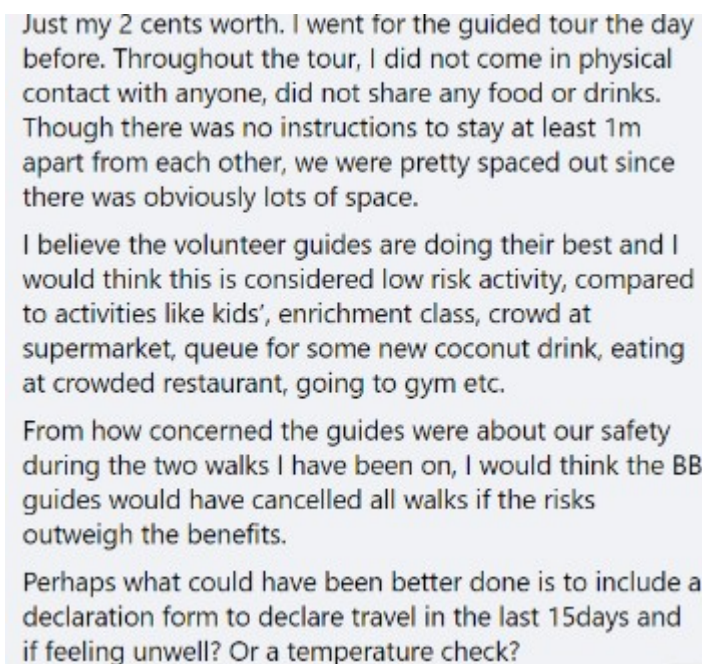 Just my 2 cents worth. I went for the guided tour the day
before. Throughout the tour, I did not come in physical
contact with anyone, did not share any food or drinks.
Though there was no instructions to stay at least 1m
apart from each other, we were pretty spaced out since
there was obviously lots of space.
I believe the volunteer guides are doing their best and I
would think this is considered low risk activity, compared
to activities like kids’, enrichment class, crowd at
supermarket, queue for some new coconut drink, eating
at crowded restaurant, going to gym etc.
From how concerned the guides were about our safety
during the two walks I have been on, I would think the BB
guides would have cancelled all walks if the risks
outweigh the benefits.
Perhaps what could have been better done is to include a
declaration form to declare travel in the last 15days and
if feeling unwell? Or a temperature check?